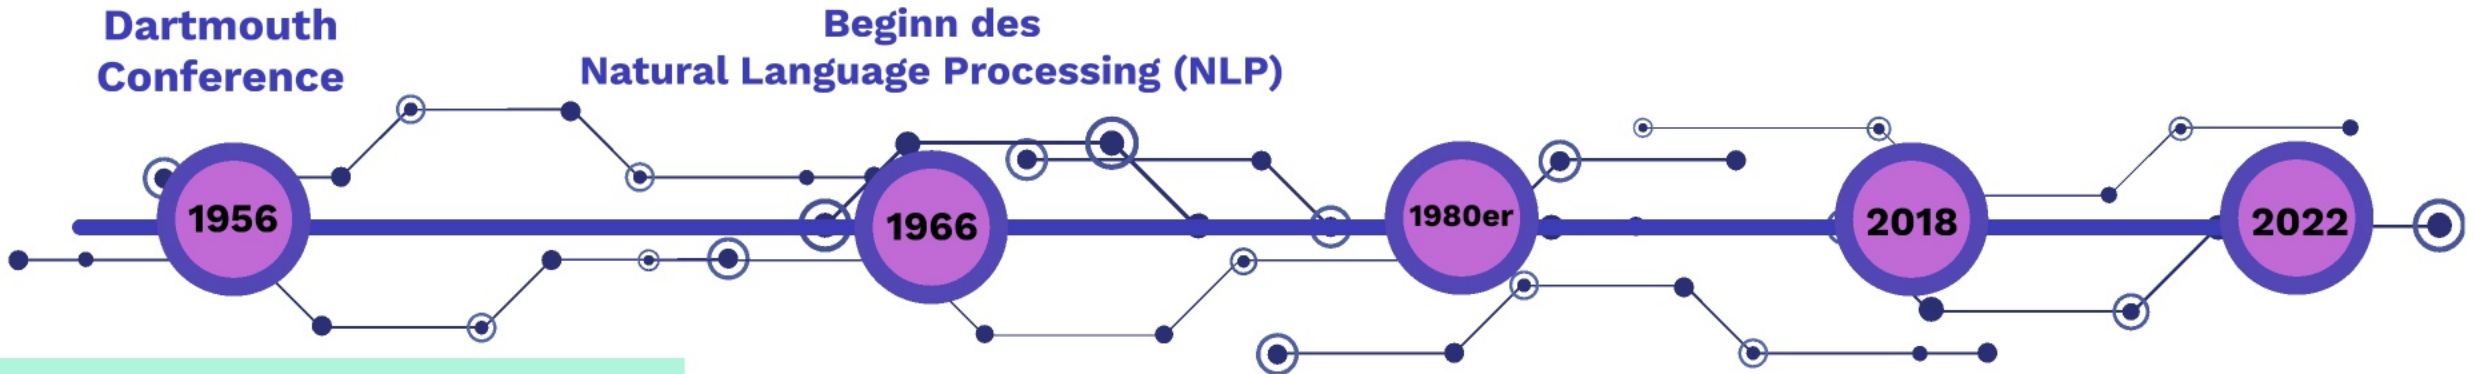 Dartmouth
Conference
Beginn des
Natural Language Processing (NLP)
1956
1966
1980er
2018
2022